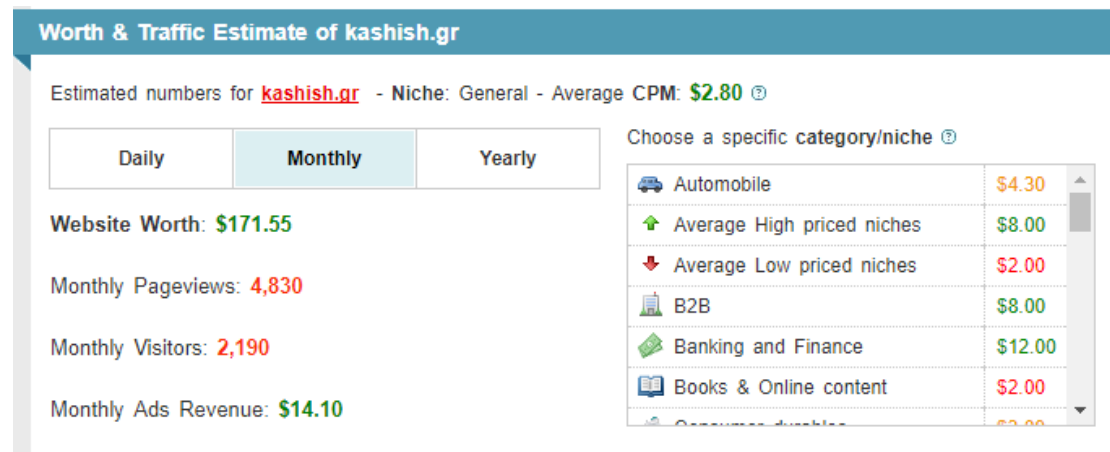 Worth & Traffic Estimate of kashish.gr
Estimated numbers for kashish.gr - Niche: General - Average CPM: $2.80
Daily Monthly Yearly
Website Worth: $171.55
Monthly Pageviews: 4,830
Monthly Visitors: 2,190
Monthly Ads Revenue: $14.10
Choose a specific category/niche
Automobile $4.30
Average High priced niches $8.00
Average Low priced niches $2.00
B2B $8.00
Banking and Finance $12.00
Books & Online content $2.00